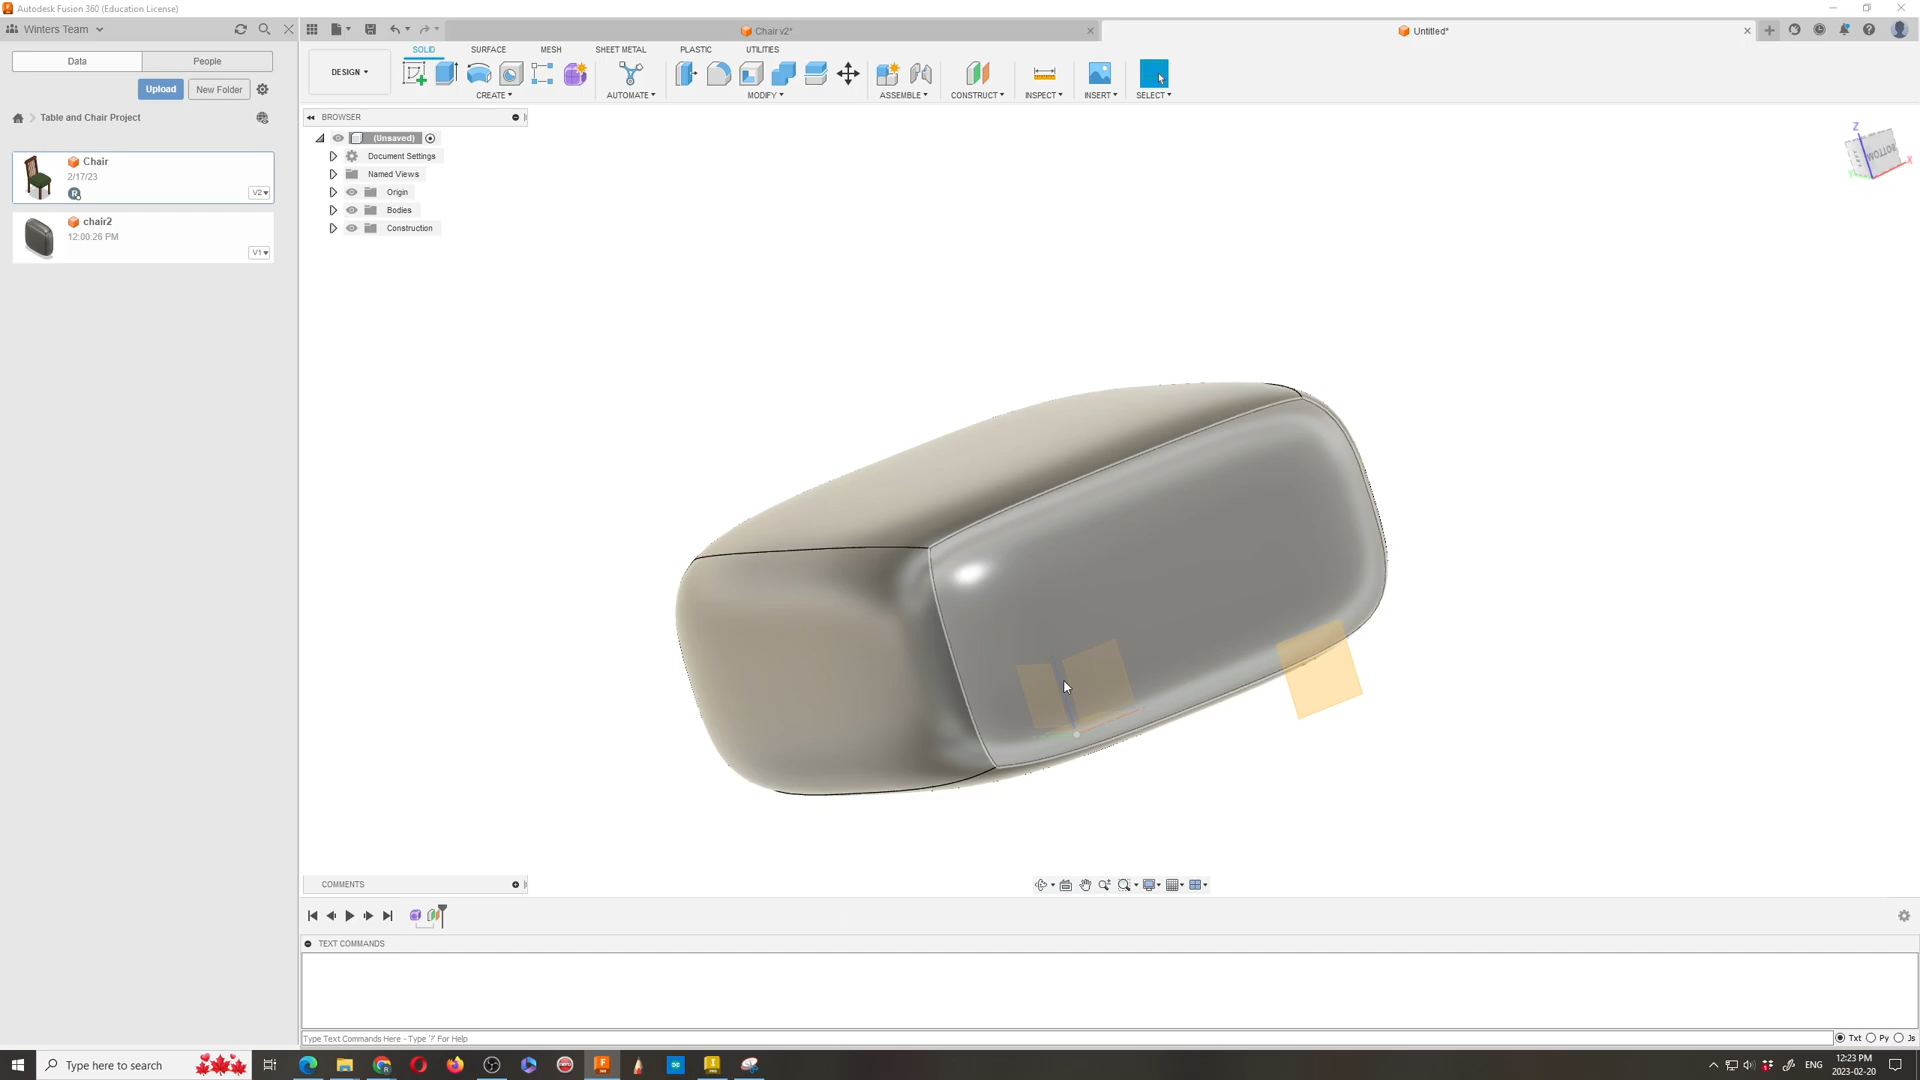 Autodesk Fusion 360 (Education License)
Winters Team
Chair v2*
Untitled*
Data
People
Upload
New Folder
Table and Chair Project
Chair
2/17/23
V2
chair2
12:00:26 PM
V1
DESIGN
SOLID
SURFACE
MESH
SHEET METAL
PLASTIC
UTILITIES
CREATE
AUTOMATE
MODIFY
ASSEMBLE
CONSTRUCT
INSPECT
INSERT
SELECT
BROWSER
(Unsaved)
Document Settings
Named Views
Origin
Bodies
Construction
Z
BOTTOM
X
COMMENTS
TEXT COMMANDS
Type Text Commands Here - Type '?' For Help
Txt
Py
Js
Type here to search
ENG
12:23 PM
2023-02-20